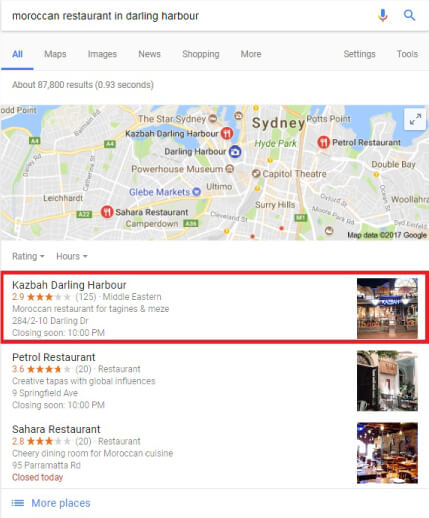 moroccan restaurant in darling harbour
All Maps Images News Shopping More Settings Tools
About 87,800 results (0.93 seconds)
The Star Sydney
Potts Point
Kazbah Darling Harbour
Sydney
Darling Harbour
Hyde Park
Petrol Restaurant
Powerhouse Museum
Double Bay
Capitol Theatre
Glebe Markets
Ultimo
Leichhardt
Surry Hills
Sahara Restaurant
Camperdown
Cleveland St
Map data ©2017 Google
Rating Hours
Kazbah Darling Harbour
2.9 (125) · Middle Eastern
Moroccan restaurant for tagines & meze
284/2-10 Darling Dr
Closing soon: 10:00 PM
KAZBAH
Petrol Restaurant
3.6 (20) · Restaurant
Creative tapas with global influences
9 Springfield Ave
Closing soon: 10:00 PM
Sahara Restaurant
2.8 (20) · Restaurant
Cheery dining room for Moroccan cuisine
95 Parramatta Rd
Closed today
More places